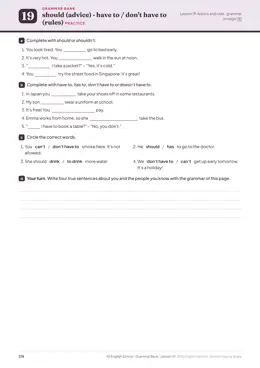 19
GRAMMAR BANK
should (advice) · have to / don't have to
(rules) PRACTICE
Complete with should or shouldn't.
1. You look tired. You __________ go to bed early.
2. It's very hot. You __________ walk in the sun at noon.
3. "__________ I take a jacket?" – "Yes, it's cold."
4. You __________ try the street food in Singapore. It's great!
Complete with have to, has to, don't have to or doesn't have to.
1. In Japan you __________ take your shoes off in some restaurants.
2. My son __________ wear a uniform at school.
3. It's free! You __________ pay.
4. Emma works from home, so she __________ take the bus.
5. "_____ I have to book a table?" – "No, you don't."
Circle the correct words.
1. You can't / don't have to smoke here. It's not allowed.
2. He should / has to go to the doctor.
3. She should drink / to drink more water.
4. We don't have to / can't get up early tomorrow. It's a holiday!
Your turn. Write four true sentences about you and the people you know with the grammar of this page.